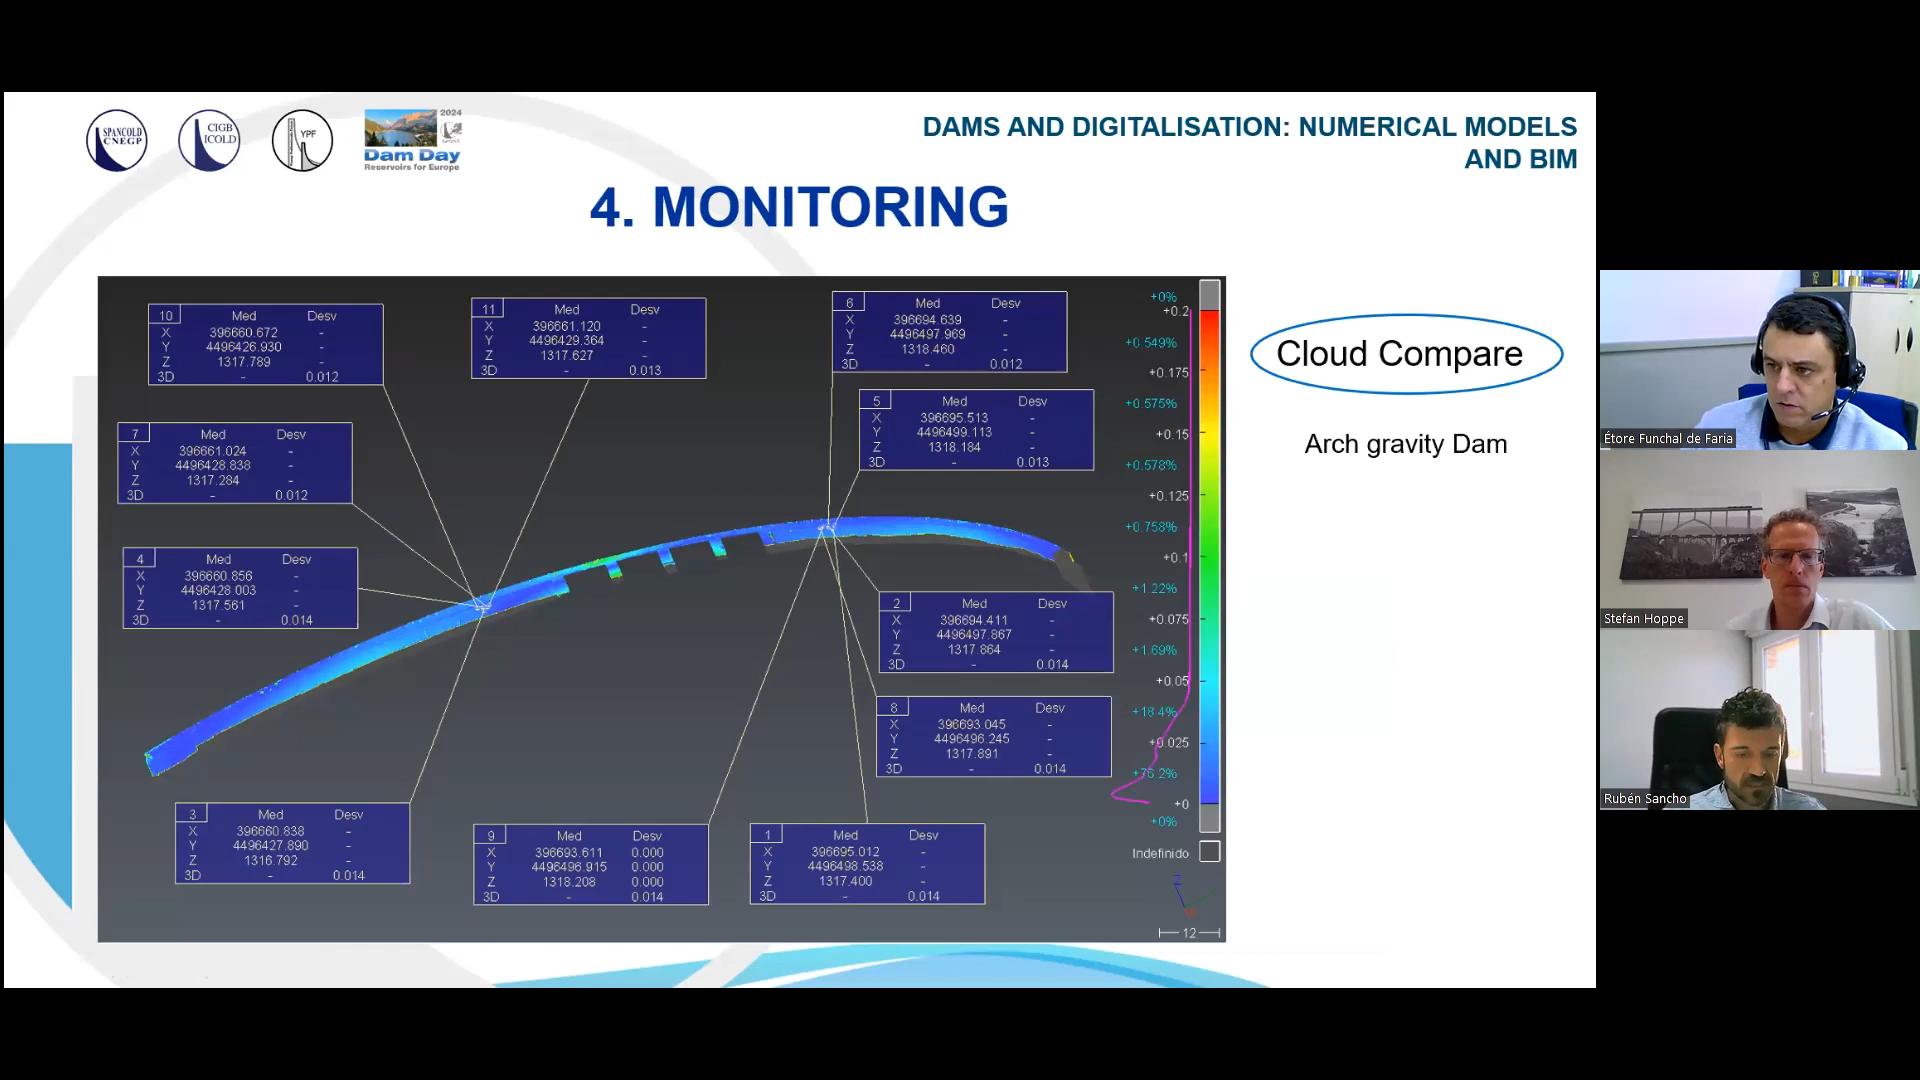 SPANCOLD
CNEGP
CIGB
ICOLD
YPF
2024
Dam Day
Reservoirs for Europe
DAMS AND DIGITALISATION: NUMERICAL MODELS
AND BIM
4. MONITORING
10 Med Desv
X 396660.672 -
Y 4496426.930 -
Z 1317.789 -
3D - 0.012
11 Med Desv
X 396661.120 -
Y 4496429.364 -
Z 1317.627 -
3D - 0.013
6 Med Desv
X 396694.639 -
Y 4496497.969 -
Z 1318.460 -
3D - 0.012
5 Med Desv
X 396695.513 -
Y 4496499.113 -
Z 1318.184 -
3D - 0.013
7 Med Desv
X 396661.024 -
Y 4496428.838 -
Z 1317.284 -
3D - 0.012
4 Med Desv
X 396660.856 -
Y 4496428.003 -
Z 1317.561 -
3D - 0.014
2 Med Desv
X 396694.411 -
Y 4496497.867 -
Z 1317.864 -
3D - 0.014
8 Med Desv
X 396693.045 -
Y 4496496.245 -
Z 1317.891 -
3D - 0.014
3 Med Desv
X 396660.838 -
Y 4496427.890 -
Z 1316.792 -
3D - 0.014
9 Med Desv
X 396693.611 0.000
Y 4496496.915 0.000
Z 1318.208 0.000
3D - 0.014
1 Med Desv
X 396695.012 -
Y 4496498.538 -
Z 1317.400 -
3D - 0.014
+0%
+0.2
+0.549%
+0.175
+0.575%
+0.15
+0.578%
+0.125
+0.758%
+0.1
+1.22%
+0.075
+1.69%
+0.05
+18.4%
+0.025
+76.2%
+0
+0%
Indefinido
Z
12
Cloud Compare
Arch gravity Dam
Étore Funchal de Faria
Stefan Hoppe
Rubén Sancho